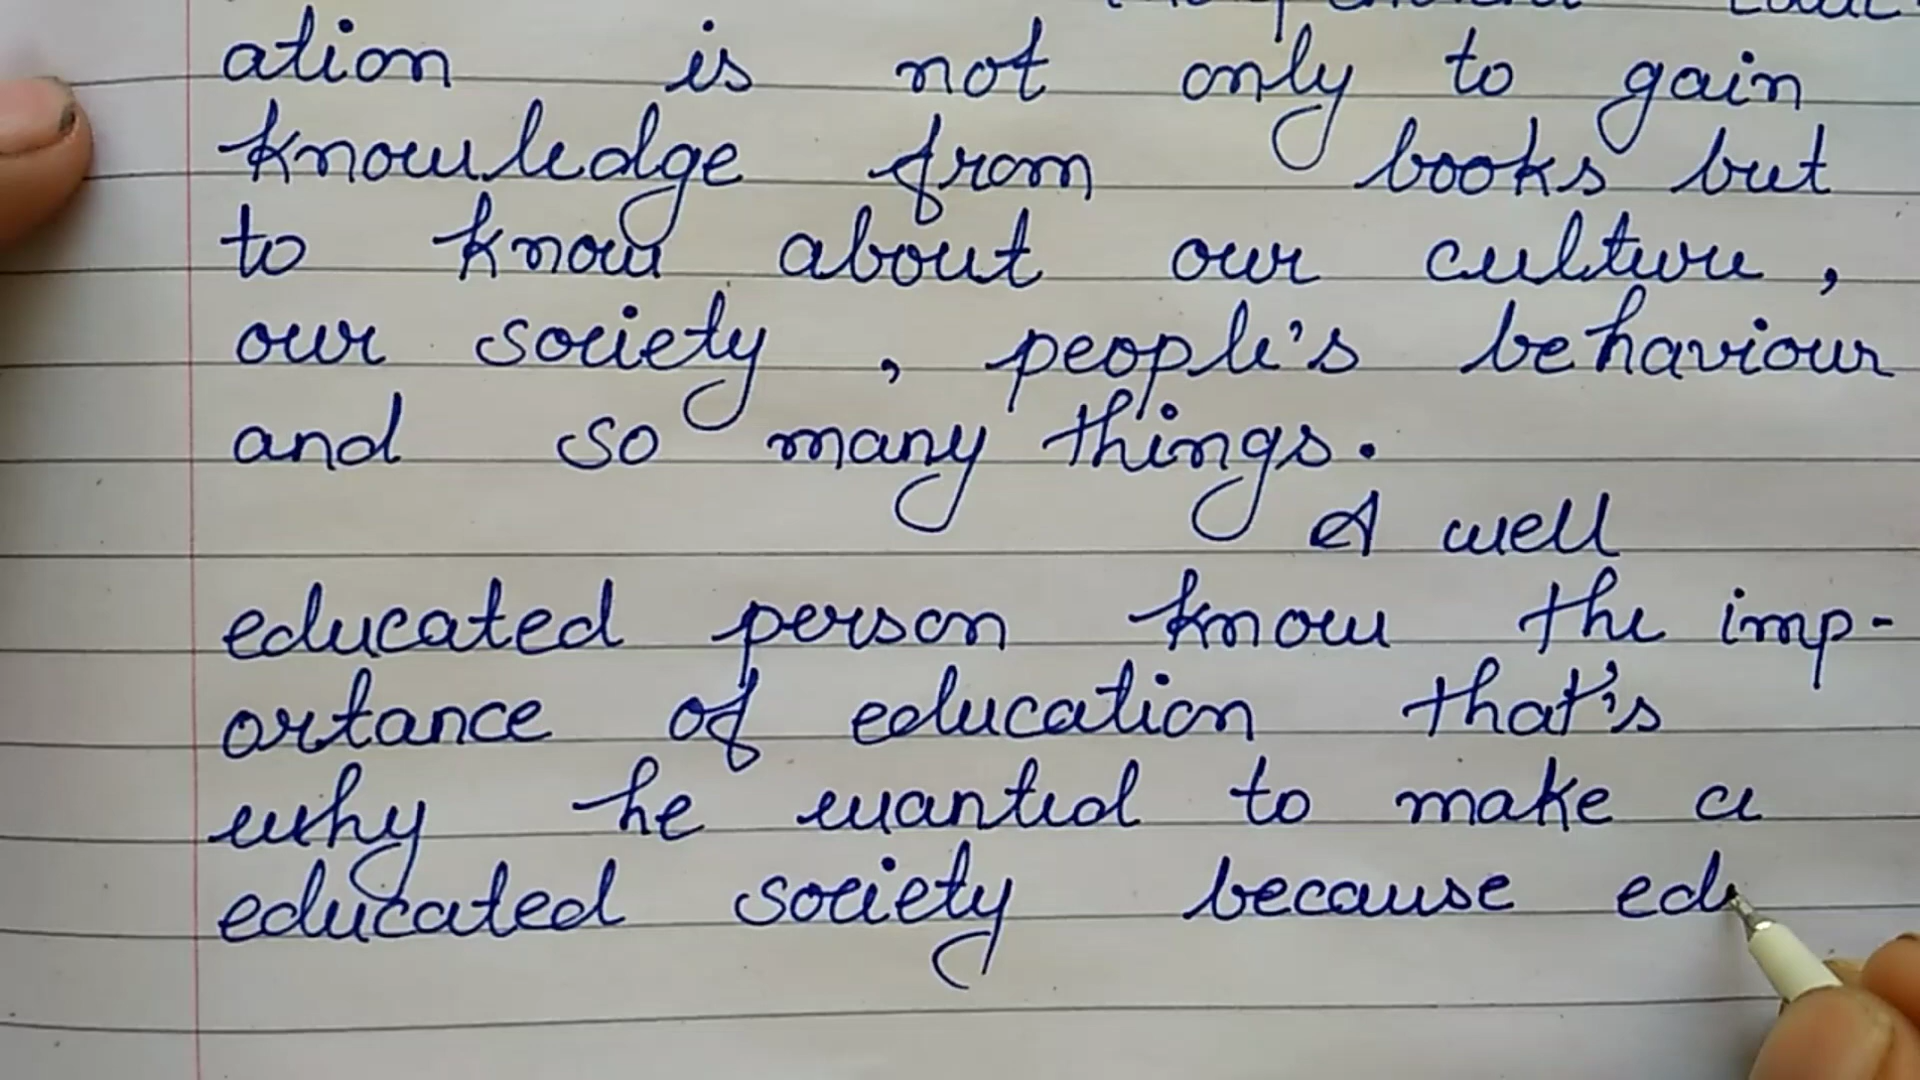 ation is not only to gain
knowledge from books but
to know about our culture,
our society, people's behaviour
and so many things.
A well
educated person know the imp-
ortance of education that's
why he wanted to make a
educated society because ed